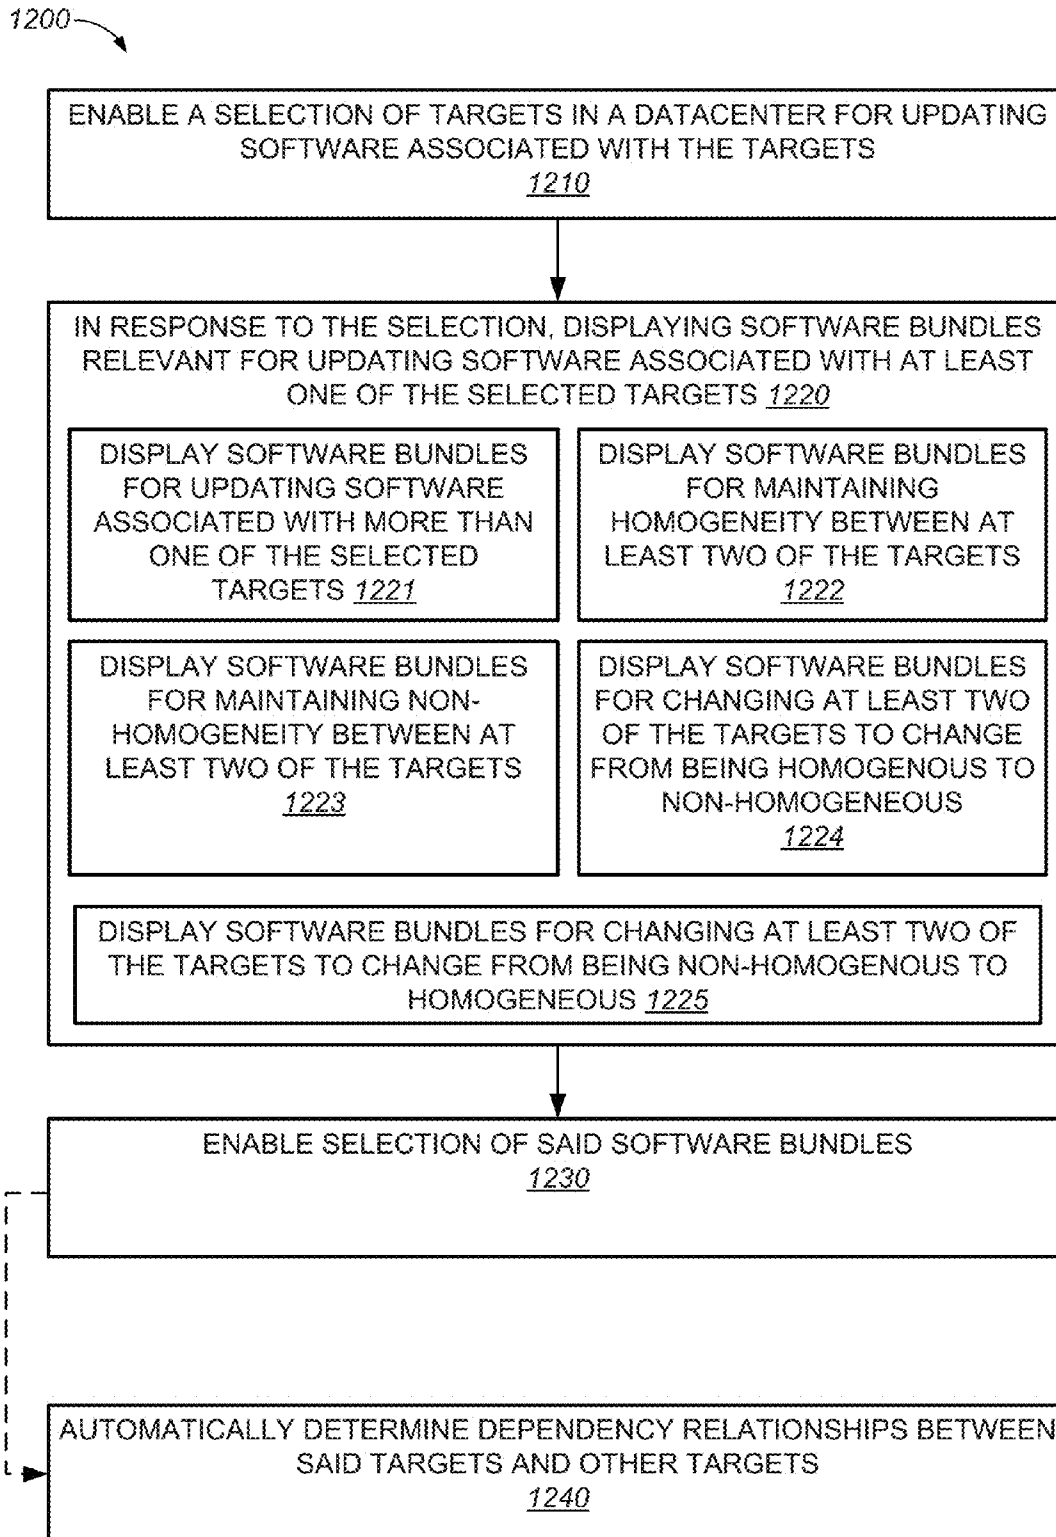 1200
ENABLE A SELECTION OF TARGETS IN A DATACENTER FOR UPDATING
SOFTWARE ASSOCIATED WITH THE TARGETS
1210
IN RESPONSE TO THE SELECTION, DISPLAYING SOFTWARE BUNDLES
RELEVANT FOR UPDATING SOFTWARE ASSOCIATED WITH AT LEAST
ONE OF THE SELECTED TARGETS 1220
DISPLAY SOFTWARE BUNDLES
FOR UPDATING SOFTWARE
ASSOCIATED WITH MORE THAN
ONE OF THE SELECTED
TARGETS 1221
DISPLAY SOFTWARE BUNDLES
FOR MAINTAINING
HOMOGENEITY BETWEEN AT
LEAST TWO OF THE TARGETS
1222
DISPLAY SOFTWARE BUNDLES
FOR MAINTAINING NON-
HOMOGENEITY BETWEEN AT
LEAST TWO OF THE TARGETS
1223
DISPLAY SOFTWARE BUNDLES
FOR CHANGING AT LEAST TWO
OF THE TARGETS TO CHANGE
FROM BEING HOMOGENOUS TO
NON-HOMOGENEOUS
1224
DISPLAY SOFTWARE BUNDLES FOR CHANGING AT LEAST TWO OF
THE TARGETS TO CHANGE FROM BEING NON-HOMOGENOUS TO
HOMOGENEOUS 1225
ENABLE SELECTION OF SAID SOFTWARE BUNDLES
1230
AUTOMATICALLY DETERMINE DEPENDENCY RELATIONSHIPS BETWEEN
SAID TARGETS AND OTHER TARGETS
1240